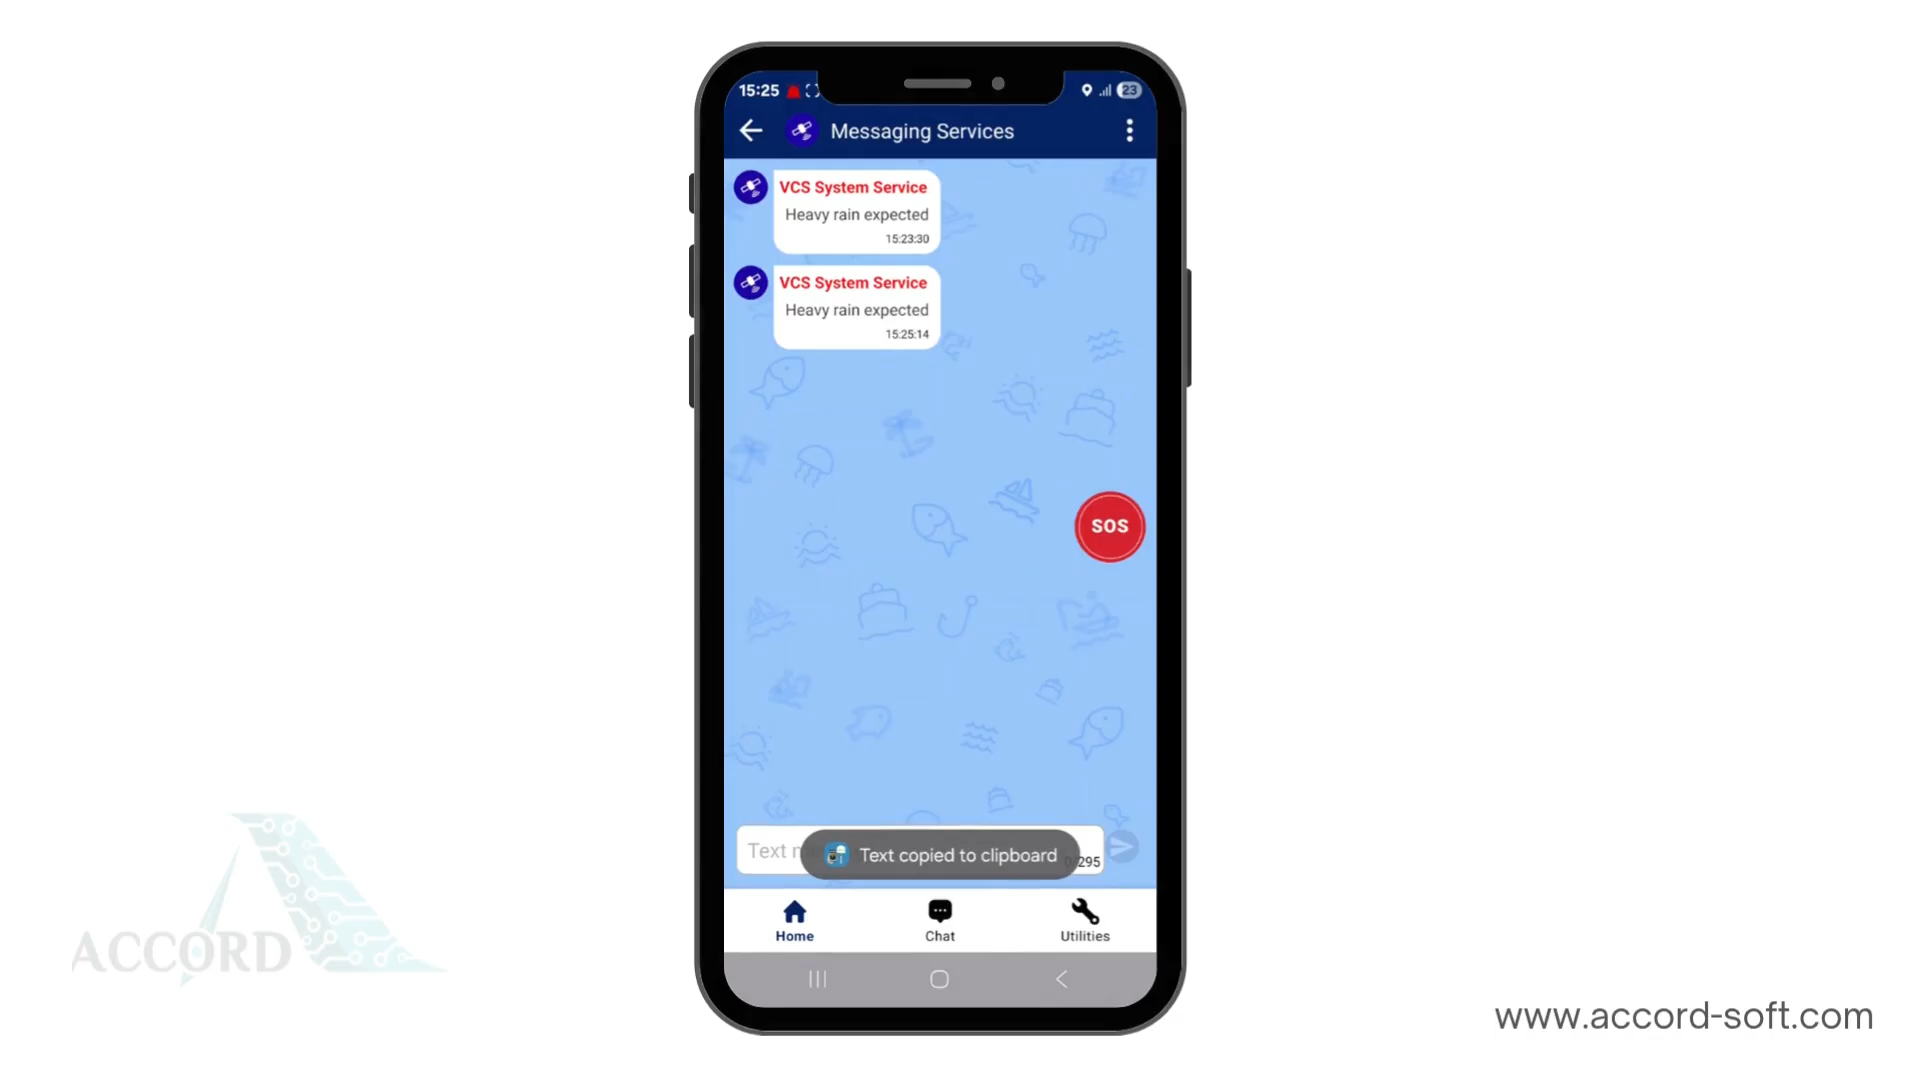 15:25
23
Messaging Services
VCS System Service
Heavy rain expected
15:23:30
VCS System Service
Heavy rain expected
15:25:14
SOS
Text copied to clipboard
/295
Home
Chat
Utilities
ACCORD
www.accord-soft.com